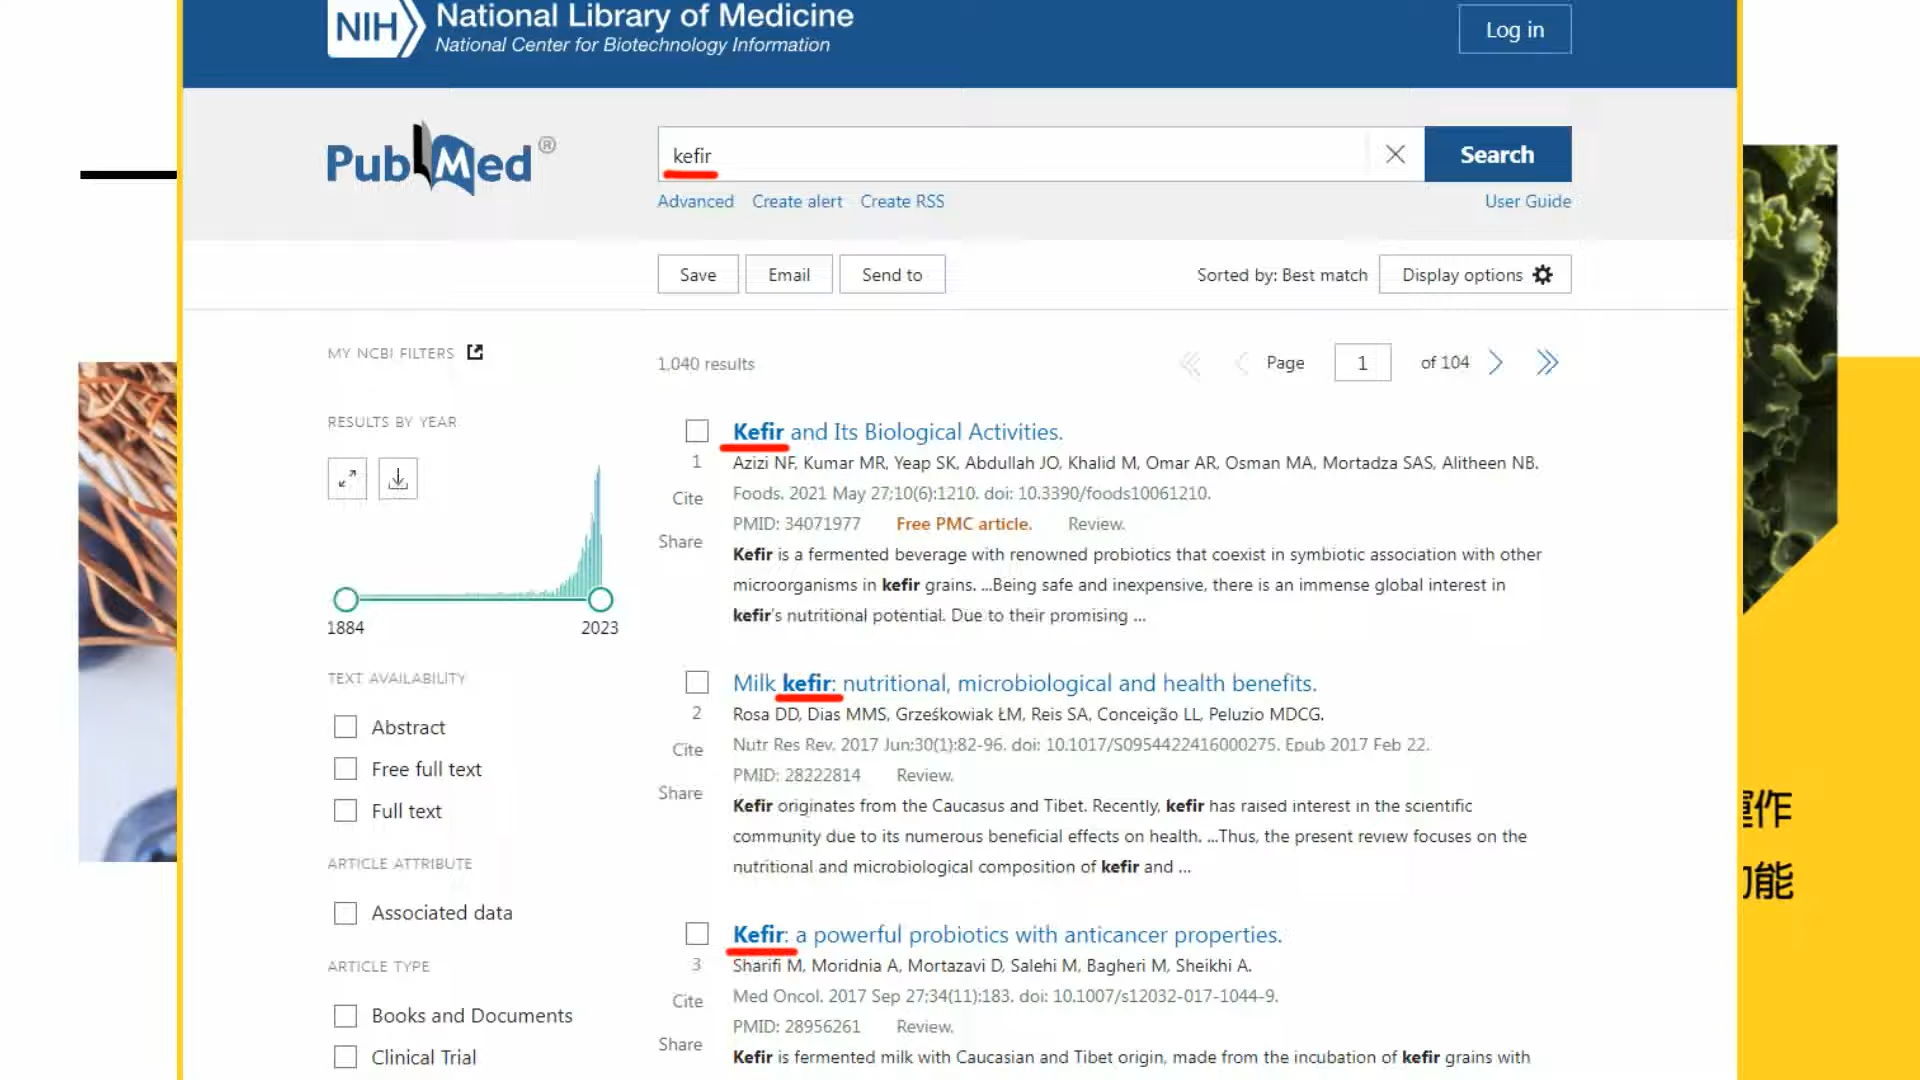 NIH National Library of Medicine
National Center for Biotechnology Information
Log in
PubMed®
kefir
Search
Advanced Create alert Create RSS
User Guide
Save Email Send to
Sorted by: Best match
Display options
MY NCBI FILTERS
1,040 results
Page 1 of 104
RESULTS BY YEAR
1884 2023
TEXT AVAILABILITY
Abstract
Free full text
Full text
ARTICLE ATTRIBUTE
Associated data
ARTICLE TYPE
Books and Documents
Clinical Trial
Kefir and Its Biological Activities.
1
Azizi NF, Kumar MR, Yeap SK, Abdullah JO, Khalid M, Omar AR, Osman MA, Mortadza SAS, Alitheen NB.
Cite
Foods. 2021 May 27;10(6):1210. doi: 10.3390/foods10061210.
PMID: 34071977 Free PMC article. Review.
Share
Kefir is a fermented beverage with renowned probiotics that coexist in symbiotic association with other
microorganisms in kefir grains. ...Being safe and inexpensive, there is an immense global interest in
kefir's nutritional potential. Due to their promising ...
Milk kefir: nutritional, microbiological and health benefits.
2
Rosa DD, Dias MMS, Grześkowiak ŁM, Reis SA, Conceição LL, Peluzio MDCG.
Cite
Nutr Res Rev. 2017 Jun;30(1):82-96. doi: 10.1017/S0954422416000275. Epub 2017 Feb 22.
PMID: 28222814 Review.
Share
Kefir originates from the Caucasus and Tibet. Recently, kefir has raised interest in the scientific
community due to its numerous beneficial effects on health. ...Thus, the present review focuses on the
nutritional and microbiological composition of kefir and ...
Kefir: a powerful probiotics with anticancer properties.
3
Sharifi M, Moridnia A, Mortazavi D, Salehi M, Bagheri M, Sheikhi A.
Cite
Med Oncol. 2017 Sep 27;34(11):183. doi: 10.1007/s12032-017-1044-9.
PMID: 28956261 Review.
Share
Kefir is fermented milk with Caucasian and Tibet origin, made from the incubation of kefir grains with
作
能